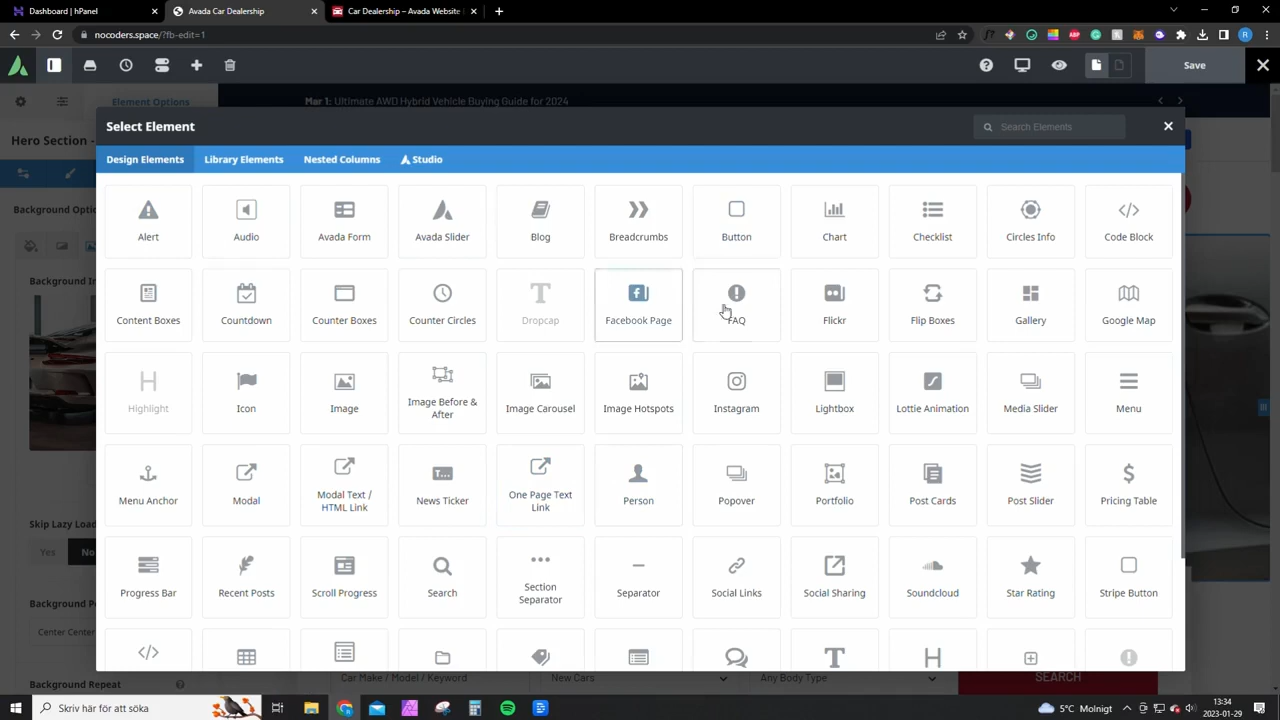 Dashboard | hPanel
Avada Car Dealership
Car Dealership – Avada Website
nocoders.space/?fb-edit=1
Save
Element Options
Mar 1: Ultimate AWD Hybrid Vehicle Buying Guide for 2024
Hero Section -
Select Element
Search Elements
Design Elements
Library Elements
Nested Columns
Studio
Background Opti
Alert
Audio
Avada Form
Avada Slider
Blog
Breadcrumbs
Button
Chart
Checklist
Circles Info
Code Block
Background In
Content Boxes
Countdown
Counter Boxes
Counter Circles
Dropcap
Facebook Page
FAQ
Flickr
Flip Boxes
Gallery
Google Map
Highlight
Icon
Image
Image Before &
After
Image Carousel
Image Hotspots
Instagram
Lightbox
Lottie Animation
Media Slider
Menu
Menu Anchor
Modal
Modal Text /
HTML Link
News Ticker
One Page Text
Link
Person
Popover
Portfolio
Post Cards
Post Slider
Pricing Table
Skip Lazy Load
Yes
No
Progress Bar
Recent Posts
Scroll Progress
Search
Section
Separator
Separator
Social Links
Social Sharing
Soundcloud
Star Rating
Stripe Button
Background Po
Center Center
Background Repeat
Car Make / Model / Keyword
New Cars
Any Body Type
SEARCH
Skriv här för att söka
5°C Molnigt
13:34
2023-01-29